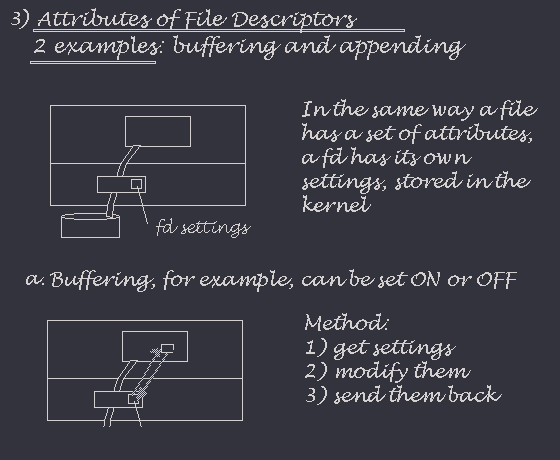 3) Attributes of File Descriptors
2 examples: buffering and appending
In the same way a file
has a set of attributes,
a fd has its own
settings, stored in the
kernel
fd settings
a. Buffering, for example, can be set ON or OFF
Method:
1) get settings
2) modify them
3) send them back